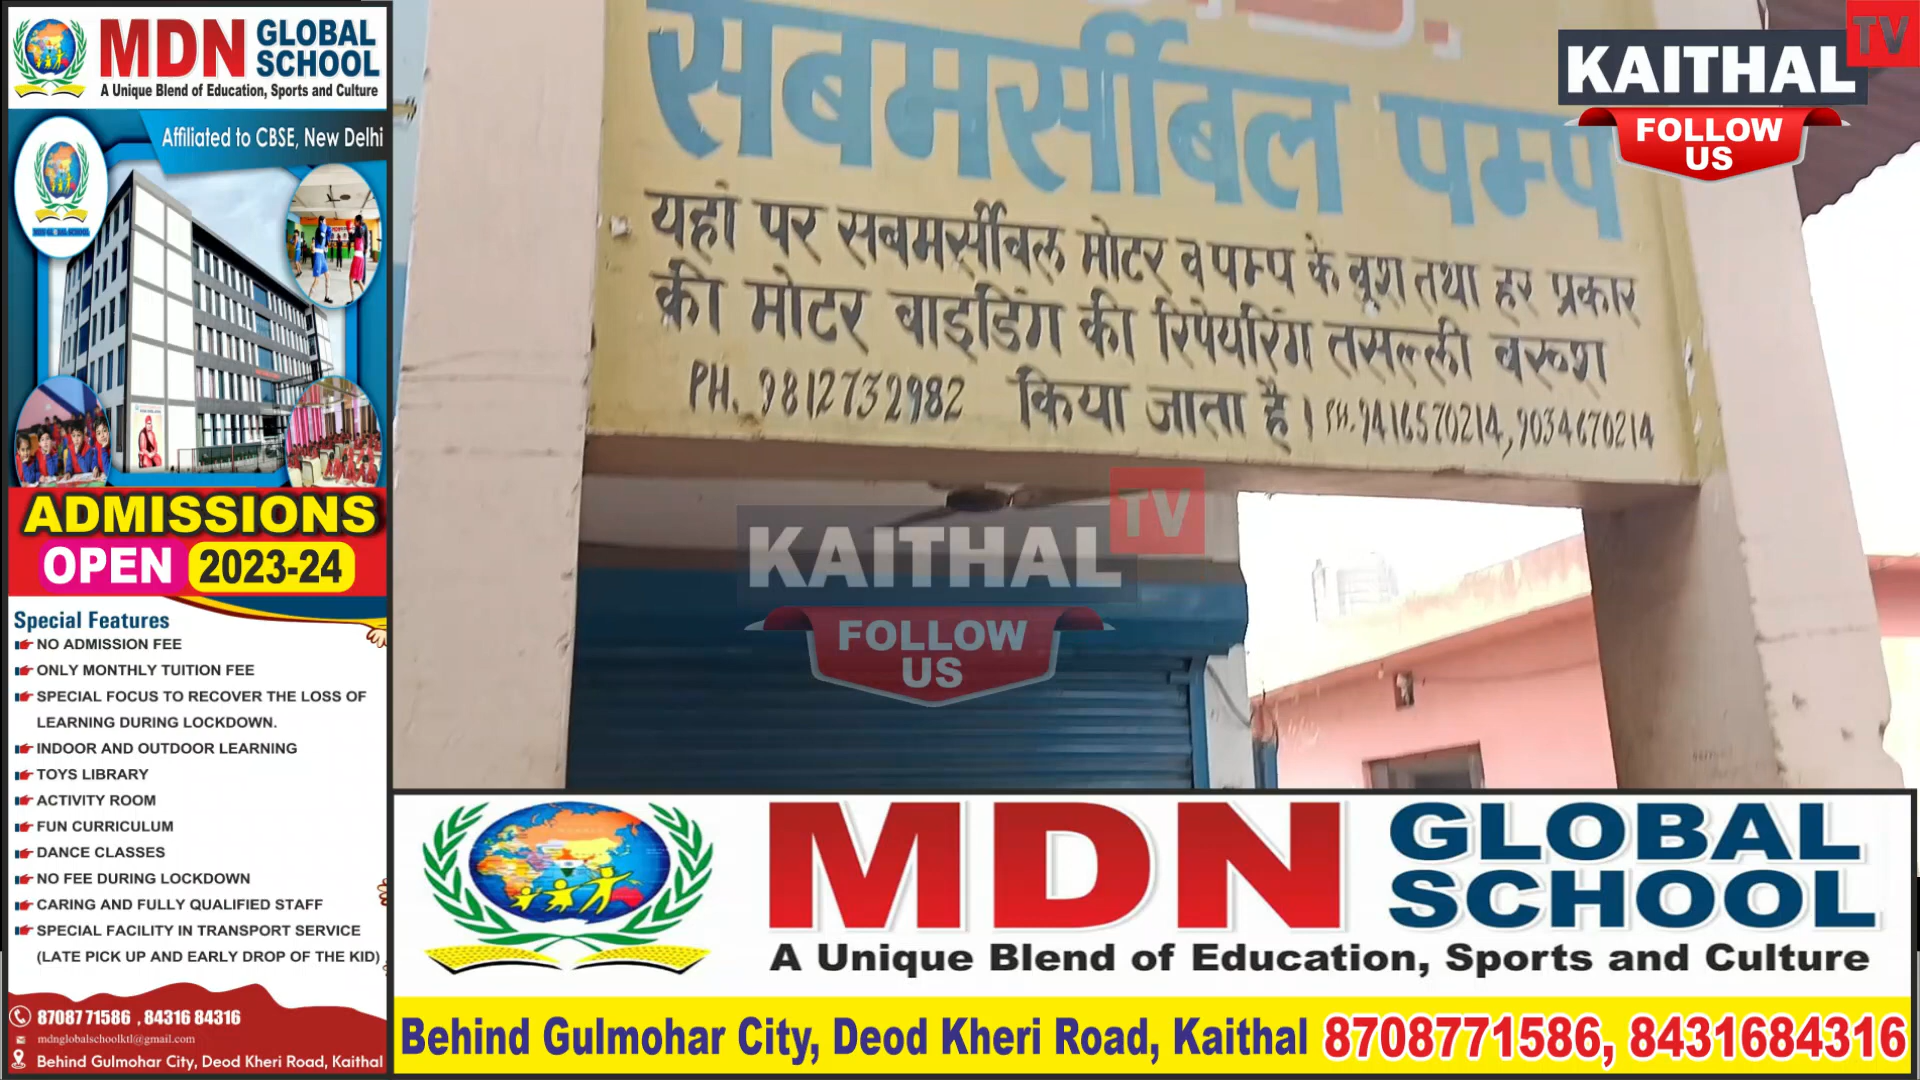 MDN GLOBAL SCHOOL
A Unique Blend of Education, Sports and Culture
Affiliated to CBSE, New Delhi
ADMISSIONS
OPEN 2023-24
Special Features
NO ADMISSION FEE
ONLY MONTHLY TUITION FEE
SPECIAL FOCUS TO RECOVER THE LOSS OF
LEARNING DURING LOCKDOWN.
INDOOR AND OUTDOOR LEARNING
TOYS LIBRARY
ACTIVITY ROOM
FUN CURRICULUM
DANCE CLASSES
NO FEE DURING LOCKDOWN
CARING AND FULLY QUALIFIED STAFF
SPECIAL FACILITY IN TRANSPORT SERVICE
(LATE PICK UP AND EARLY DROP OF THE KID)
87087 71586 , 84316 84316
mdnglobalschoolktl@gmail.com
Behind Gulmohar City, Deod Kheri Road, Kaithal
सबमर्सीबल पम्प
यहां पर सबमर्सीबल मोटर व पम्प के बूश तथा हर प्रकार
की मोटर वाइडिंग की रिपेयरिंग तसल्ली बरूश
PH. 9812732982 किया जाता है। PH.9416570214,9034670214
KAITHAL TV
FOLLOW
US
KAITHAL TV
FOLLOW
US
MDN GLOBAL SCHOOL
A Unique Blend of Education, Sports and Culture
Behind Gulmohar City, Deod Kheri Road, Kaithal 8708771586, 8431684316